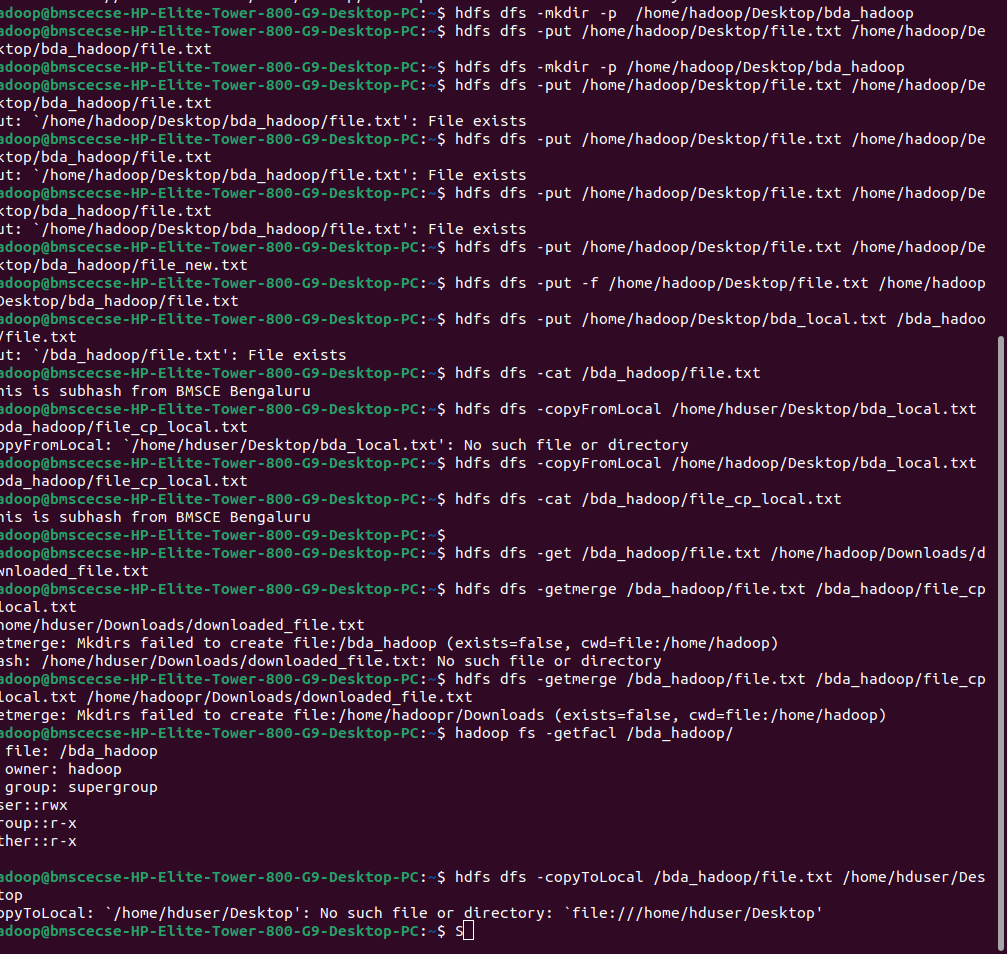 adoop@bmscecse-HP-Elite-Tower-800-G9-Desktop-PC:~$ hdfs dfs -mkdir -p  /home/hadoop/Desktop/bda_hadoop
adoop@bmscecse-HP-Elite-Tower-800-G9-Desktop-PC:~$ hdfs dfs -put /home/hadoop/Desktop/file.txt /home/hadoop/De
ktop/bda_hadoop/file.txt
adoop@bmscecse-HP-Elite-Tower-800-G9-Desktop-PC:~$ hdfs dfs -mkdir -p /home/hadoop/Desktop/bda_hadoop
adoop@bmscecse-HP-Elite-Tower-800-G9-Desktop-PC:~$ hdfs dfs -put /home/hadoop/Desktop/file.txt /home/hadoop/De
ktop/bda_hadoop/file.txt
ut: `/home/hadoop/Desktop/bda_hadoop/file.txt': File exists
adoop@bmscecse-HP-Elite-Tower-800-G9-Desktop-PC:~$ hdfs dfs -put /home/hadoop/Desktop/file.txt /home/hadoop/De
ktop/bda_hadoop/file.txt
ut: `/home/hadoop/Desktop/bda_hadoop/file.txt': File exists
adoop@bmscecse-HP-Elite-Tower-800-G9-Desktop-PC:~$ hdfs dfs -put /home/hadoop/Desktop/file.txt /home/hadoop/De
ktop/bda_hadoop/file.txt
ut: `/home/hadoop/Desktop/bda_hadoop/file.txt': File exists
adoop@bmscecse-HP-Elite-Tower-800-G9-Desktop-PC:~$ hdfs dfs -put /home/hadoop/Desktop/file.txt /home/hadoop/De
ktop/bda_hadoop/file_new.txt
adoop@bmscecse-HP-Elite-Tower-800-G9-Desktop-PC:~$ hdfs dfs -put -f /home/hadoop/Desktop/file.txt /home/hadoop
Desktop/bda_hadoop/file.txt
adoop@bmscecse-HP-Elite-Tower-800-G9-Desktop-PC:~$ hdfs dfs -put /home/hadoop/Desktop/bda_local.txt /bda_hadoo
/file.txt
ut: `/bda_hadoop/file.txt': File exists
adoop@bmscecse-HP-Elite-Tower-800-G9-Desktop-PC:~$ hdfs dfs -cat /bda_hadoop/file.txt
his is subhash from BMSCE Bengaluru
adoop@bmscecse-HP-Elite-Tower-800-G9-Desktop-PC:~$ hdfs dfs -copyFromLocal /home/hduser/Desktop/bda_local.txt
bda_hadoop/file_cp_local.txt
opyFromLocal: `/home/hduser/Desktop/bda_local.txt': No such file or directory
adoop@bmscecse-HP-Elite-Tower-800-G9-Desktop-PC:~$ hdfs dfs -copyFromLocal /home/hadoop/Desktop/bda_local.txt
bda_hadoop/file_cp_local.txt
adoop@bmscecse-HP-Elite-Tower-800-G9-Desktop-PC:~$ hdfs dfs -cat /bda_hadoop/file_cp_local.txt
his is subhash from BMSCE Bengaluru
adoop@bmscecse-HP-Elite-Tower-800-G9-Desktop-PC:~$
adoop@bmscecse-HP-Elite-Tower-800-G9-Desktop-PC:~$ hdfs dfs -get /bda_hadoop/file.txt /home/hadoop/Downloads/d
wnloaded_file.txt
adoop@bmscecse-HP-Elite-Tower-800-G9-Desktop-PC:~$ hdfs dfs -getmerge /bda_hadoop/file.txt /bda_hadoop/file_cp
local.txt
home/hduser/Downloads/downloaded_file.txt
etmerge: Mkdirs failed to create file:/bda_hadoop (exists=false, cwd=file:/home/hadoop)
ash: /home/hduser/Downloads/downloaded_file.txt: No such file or directory
adoop@bmscecse-HP-Elite-Tower-800-G9-Desktop-PC:~$ hdfs dfs -getmerge /bda_hadoop/file.txt /bda_hadoop/file_cp
local.txt /home/hadoopr/Downloads/downloaded_file.txt
etmerge: Mkdirs failed to create file:/home/hadoopr/Downloads (exists=false, cwd=file:/home/hadoop)
adoop@bmscecse-HP-Elite-Tower-800-G9-Desktop-PC:~$ hadoop fs -getfacl /bda_hadoop/
file: /bda_hadoop
owner: hadoop
group: supergroup
ser::rwx
roup::r-x
ther::r-x
adoop@bmscecse-HP-Elite-Tower-800-G9-Desktop-PC:~$ hdfs dfs -copyToLocal /bda_hadoop/file.txt /home/hduser/Des
top
opyToLocal: `/home/hduser/Desktop': No such file or directory: `file:///home/hduser/Desktop'
adoop@bmscecse-HP-Elite-Tower-800-G9-Desktop-PC:~$ S